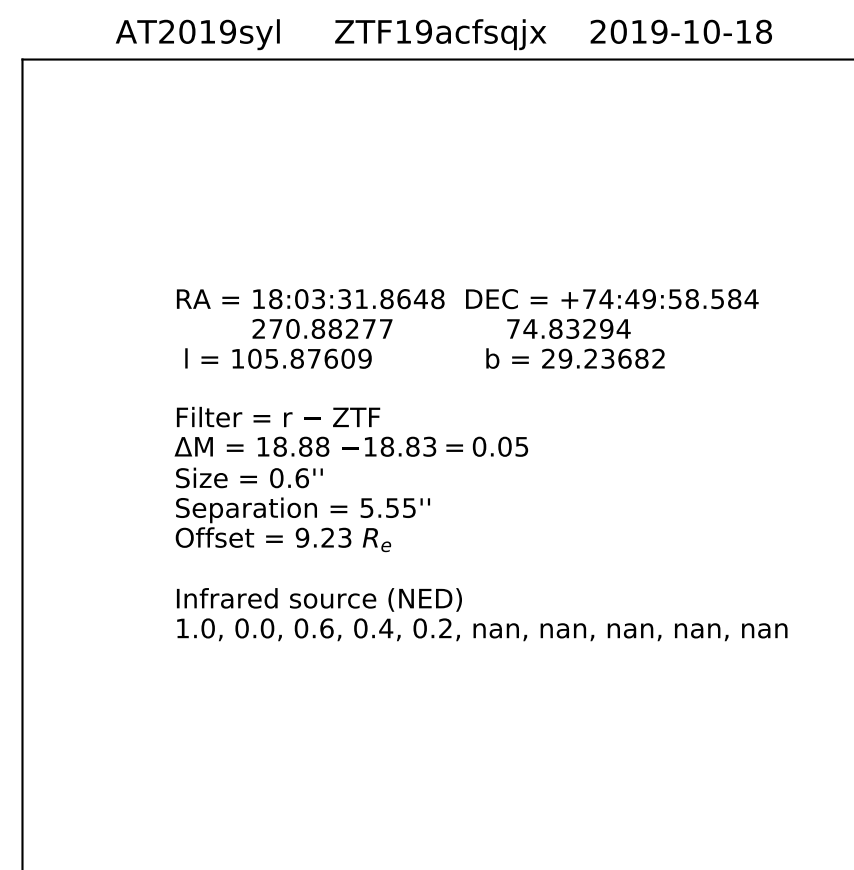 AT2019syl ZTF19acfsqjx 2019-10-18
RA = 18:03:31.8648 DEC = +74:49:58.584
270.88277 74.83294
l = 105.87609 b = 29.23682
Filter = r − ZTF
ΔM = 18.88 −18.83 = 0.05
Size = 0.6''
Separation = 5.55''
Offset = 9.23 Re
Infrared source (NED)
1.0, 0.0, 0.6, 0.4, 0.2, nan, nan, nan, nan, nan